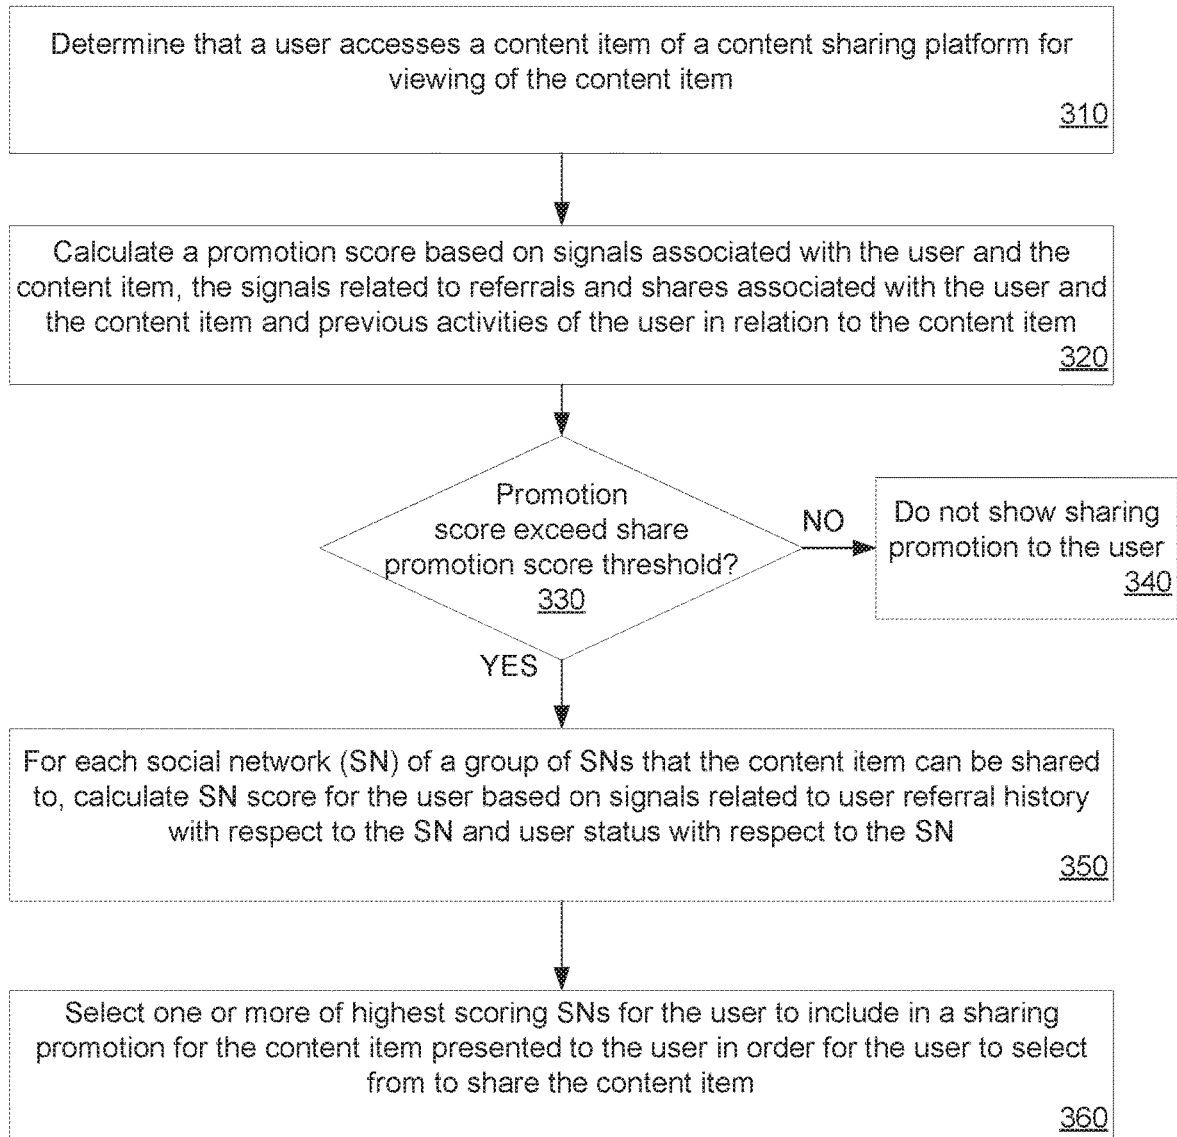 Determine that a user accesses a content item of a content sharing platform for
viewing of the content item
310
Calculate a promotion score based on signals associated with the user and the
content item, the signals related to referrals and shares associated with the user and
the content item and previous activities of the user in relation to the content item
320
Promotion
score exceed share
promotion score threshold?
330
NO
Do not show sharing
promotion to the user
340
YES
For each social network (SN) of a group of SNs that the content item can be shared
to, calculate SN score for the user based on signals related to user referral history
with respect to the SN and user status with respect to the SN
350
Select one or more of highest scoring SNs for the user to include in a sharing
promotion for the content item presented to the user in order for the user to select
from to share the content item
360